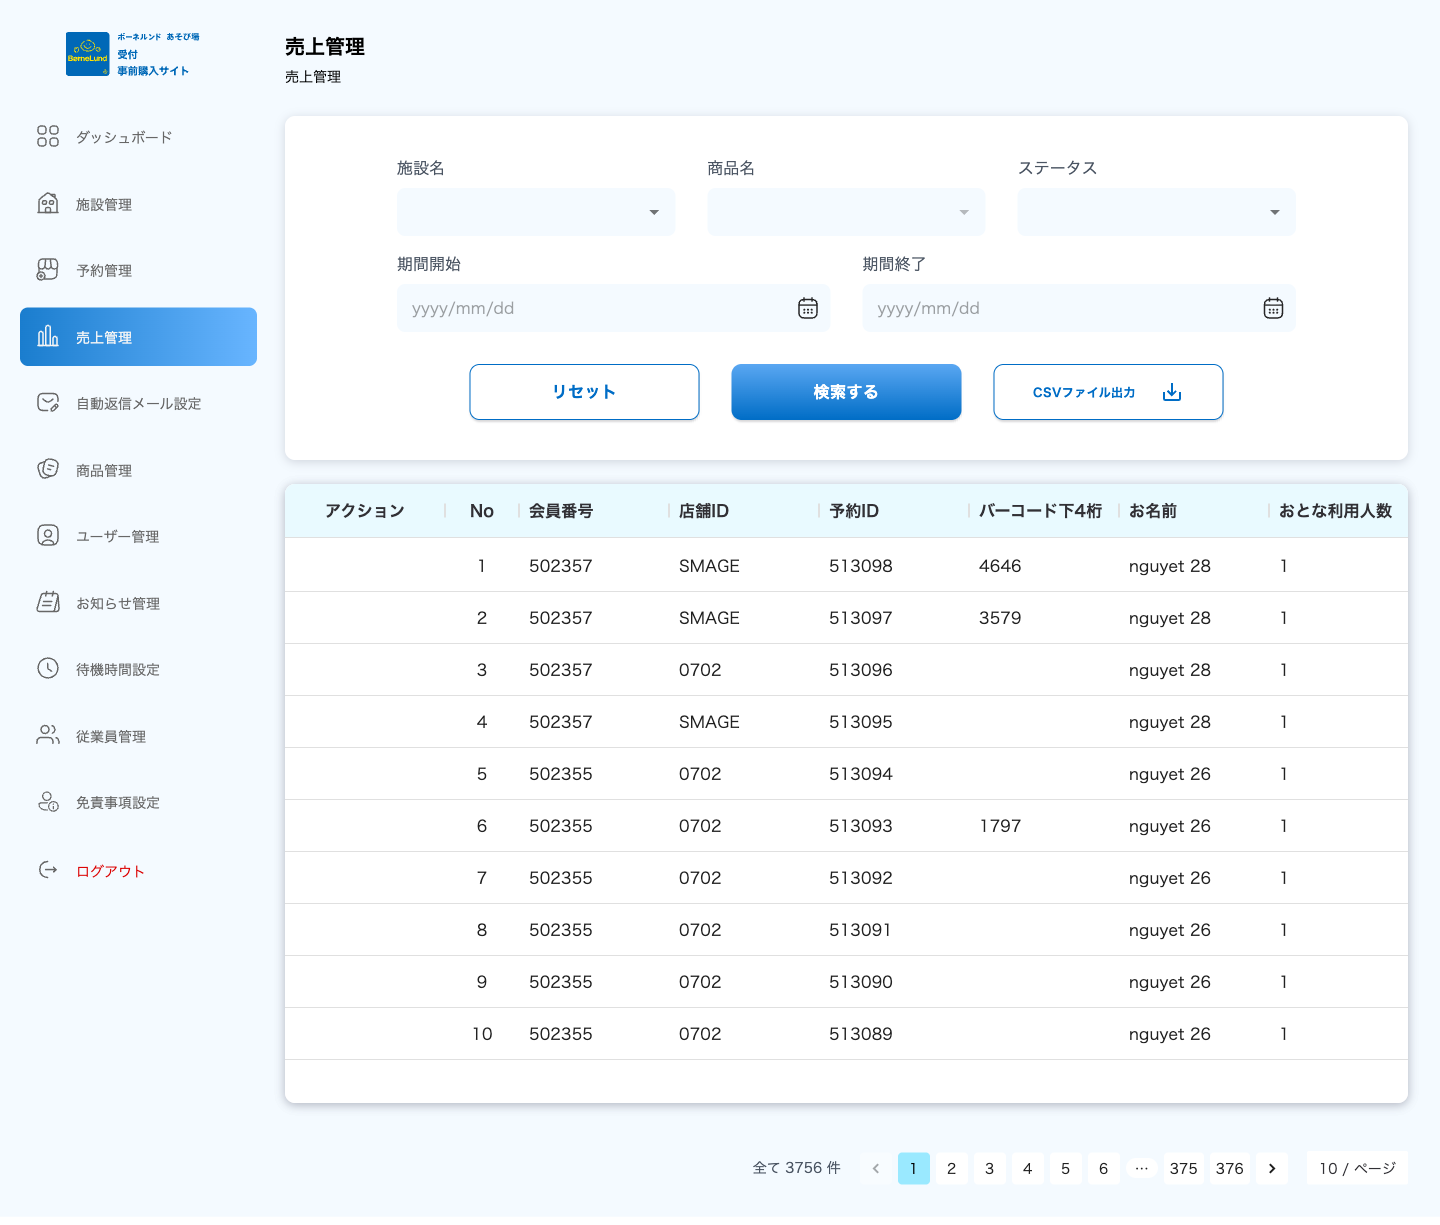 ボーネルンド あそび場
受付
事前購入サイト
BørneLund
ダッシュボード
施設管理
予約管理
売上管理
自動返信メール設定
商品管理
ユーザー管理
お知らせ管理
待機時間設定
従業員管理
免責事項設定
ログアウト
売上管理
売上管理
施設名 商品名 ステータス
期間開始 期間終了
yyyy/mm/dd yyyy/mm/dd
リセット 検索する CSVファイル出力
アクション No 会員番号 店舗ID 予約ID バーコード下4桁 お名前 おとな利用人数
1 502357 SMAGE 513098 4646 nguyet 28 1
2 502357 SMAGE 513097 3579 nguyet 28 1
3 502357 0702 513096 nguyet 28 1
4 502357 SMAGE 513095 nguyet 28 1
5 502355 0702 513094 nguyet 26 1
6 502355 0702 513093 1797 nguyet 26 1
7 502355 0702 513092 nguyet 26 1
8 502355 0702 513091 nguyet 26 1
9 502355 0702 513090 nguyet 26 1
10 502355 0702 513089 nguyet 26 1
全て 3756 件 1 2 3 4 5 6 … 375 376 10 / ページ